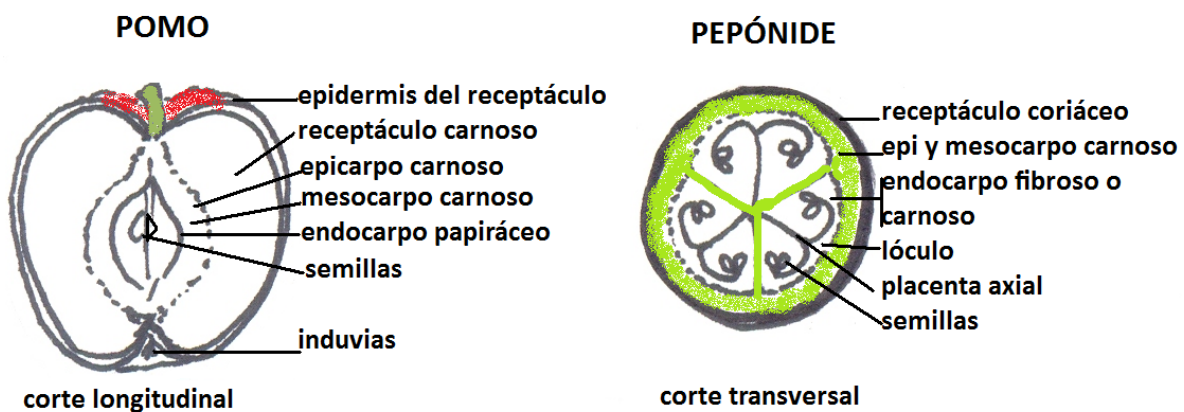 POMO
epidermis del receptáculo
receptáculo carnoso
epicarpo carnoso
mesocarpo carnoso
endocarpo papiráceo
semillas
induvias
corte longitudinal
PEPÓNIDE
receptáculo coriáceo
epi y mesocarpo carnoso
endocarpo fibroso o
carnoso
lóculo
placenta axial
semillas
corte transversal